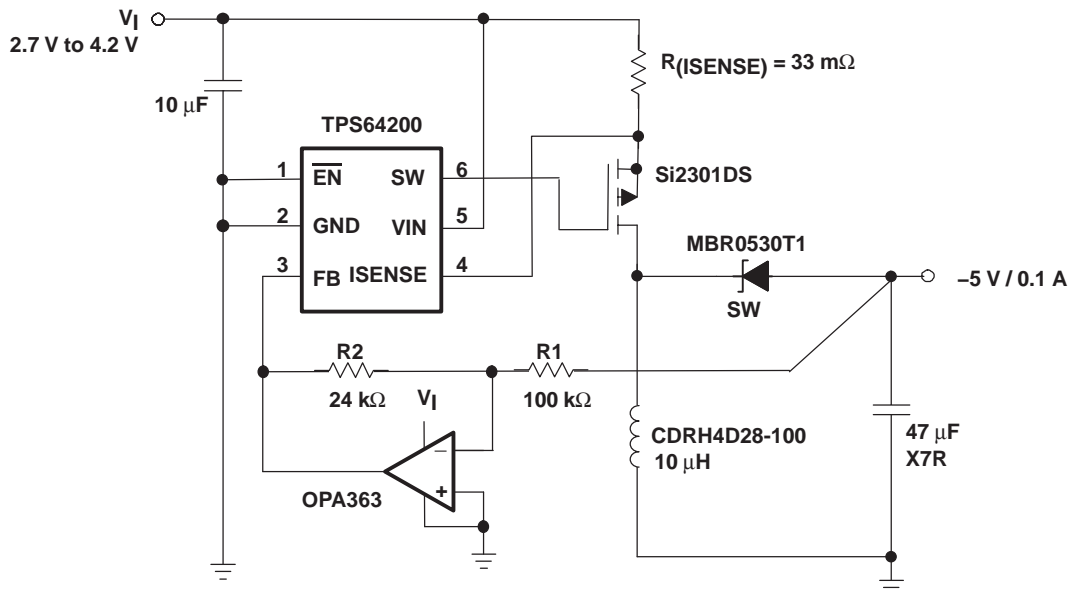 V_I
2.7 V to 4.2 V
10 μF
R(ISENSE) = 33 mΩ
TPS64200
1
EN
SW
6
Si2301DS
2
GND
VIN
5
3
FB
ISENSE
4
MBR0530T1
SW
–5 V / 0.1 A
R2
24 kΩ
R1
100 kΩ
V_I
–
+
OPA363
CDRH4D28-100
10 μH
47 μF
X7R